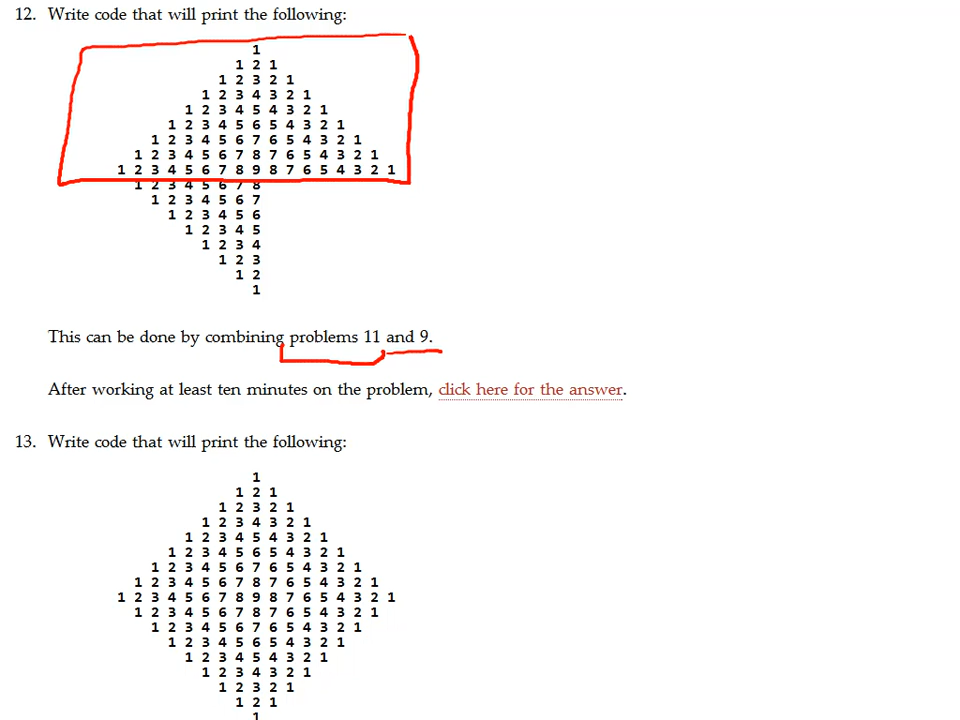 12. Write code that will print the following:
1
1 2 1
1 2 3 2 1
1 2 3 4 3 2 1
1 2 3 4 5 4 3 2 1
1 2 3 4 5 6 5 4 3 2 1
1 2 3 4 5 6 7 6 5 4 3 2 1
1 2 3 4 5 6 7 8 7 6 5 4 3 2 1
1 2 3 4 5 6 7 8 9 8 7 6 5 4 3 2 1
1 2 3 4 5 6 7 8
1 2 3 4 5 6 7
1 2 3 4 5 6
1 2 3 4 5
1 2 3 4
1 2 3
1 2
1
This can be done by combining problems 11 and 9.
After working at least ten minutes on the problem, click here for the answer.
13. Write code that will print the following:
1
1 2 1
1 2 3 2 1
1 2 3 4 3 2 1
1 2 3 4 5 4 3 2 1
1 2 3 4 5 6 5 4 3 2 1
1 2 3 4 5 6 7 6 5 4 3 2 1
1 2 3 4 5 6 7 8 7 6 5 4 3 2 1
1 2 3 4 5 6 7 8 9 8 7 6 5 4 3 2 1
1 2 3 4 5 6 7 8 7 6 5 4 3 2 1
1 2 3 4 5 6 7 6 5 4 3 2 1
1 2 3 4 5 6 5 4 3 2 1
1 2 3 4 5 4 3 2 1
1 2 3 4 3 2 1
1 2 3 2 1
1 2 1
1